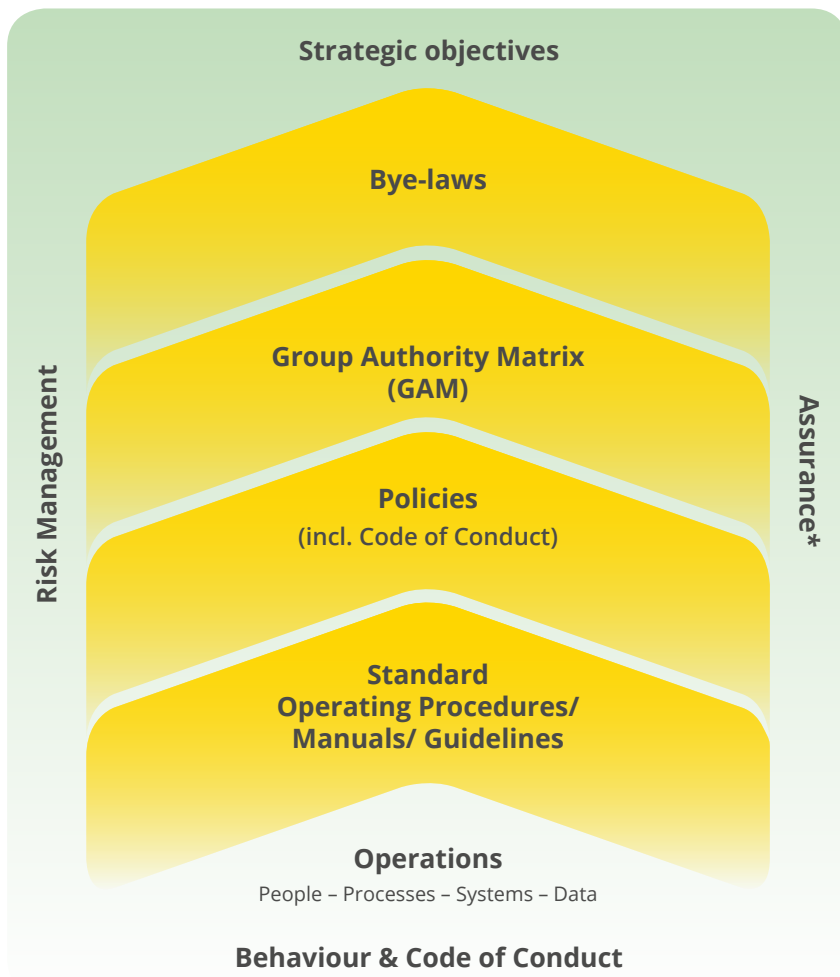 Strategic objectives
Bye-laws
Group Authority Matrix
(GAM)
Risk Management
Assurance*
Policies
(incl. Code of Conduct)
Standard
Operating Procedures/
Manuals/ Guidelines
Operations
People – Processes – Systems – Data
Behaviour & Code of Conduct